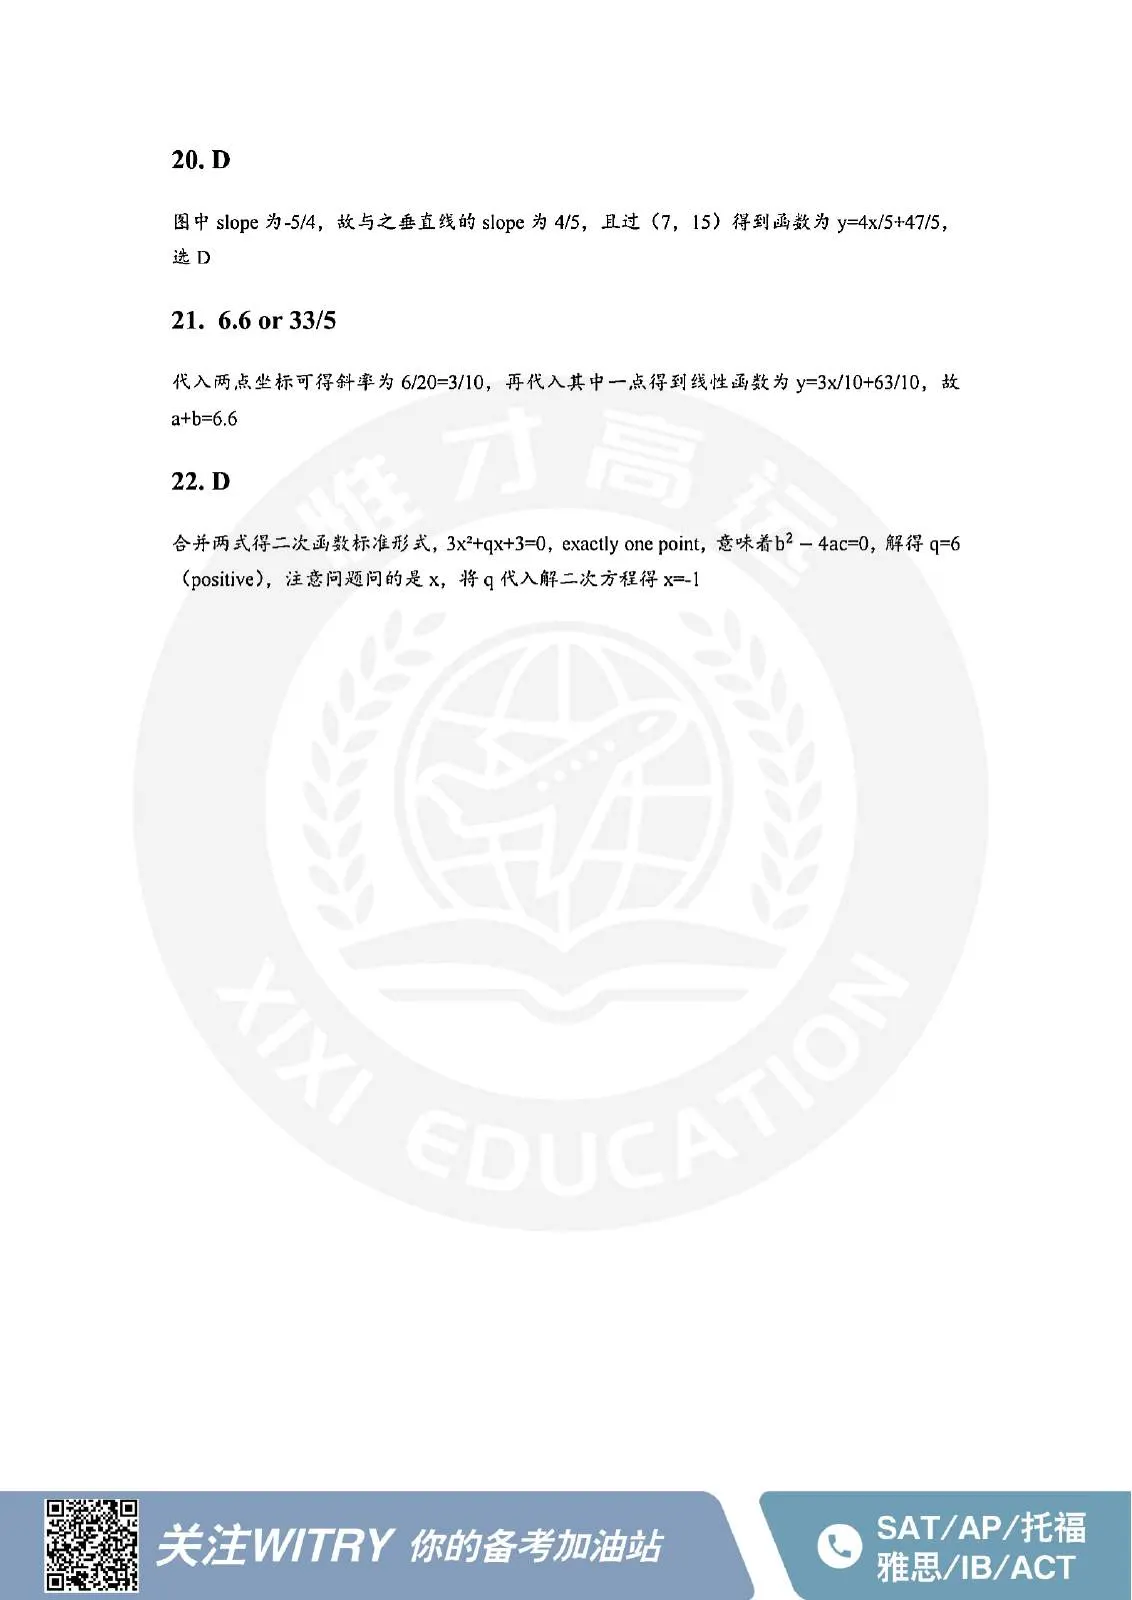 20. D
图中 slope 为-5/4，故与之垂直线的 slope 为 4/5，且过（7，15）得到函数为 y=4x/5+47/5，
选 D
21. 6.6 or 33/5
代入两点坐标可得斜率为 6/20=3/10，再代入其中一点得到线性函数为 y=3x/10+63/10，故
a+b=6.6
22. D
合并两式得二次函数标准形式，3x²+qx+3=0，exactly one point，意味着b² − 4ac=0，解得 q=6
（positive），注意问题问的是 x，将 q 代入解二次方程得 x=-1
惟才高远
XIXI EDUCATION
关注WITRY 你的备考加油站
SAT/AP/托福
雅思/IB/ACT